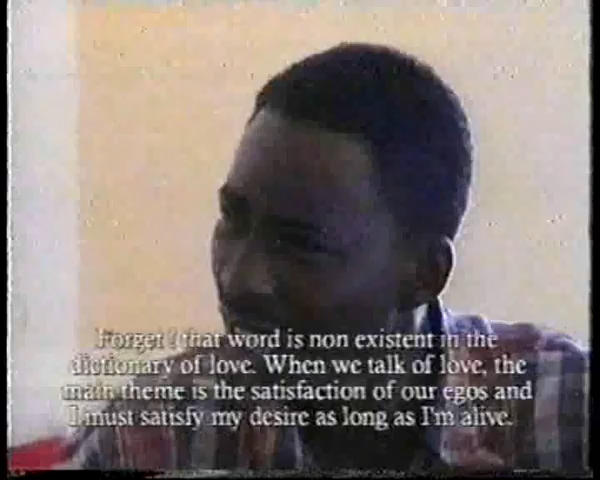 Forget ! that word is non existent in the
dictionary of love. When we talk of love, the
main theme is the satisfaction of our egos and
I must satisfy my desire as long as I'm alive.